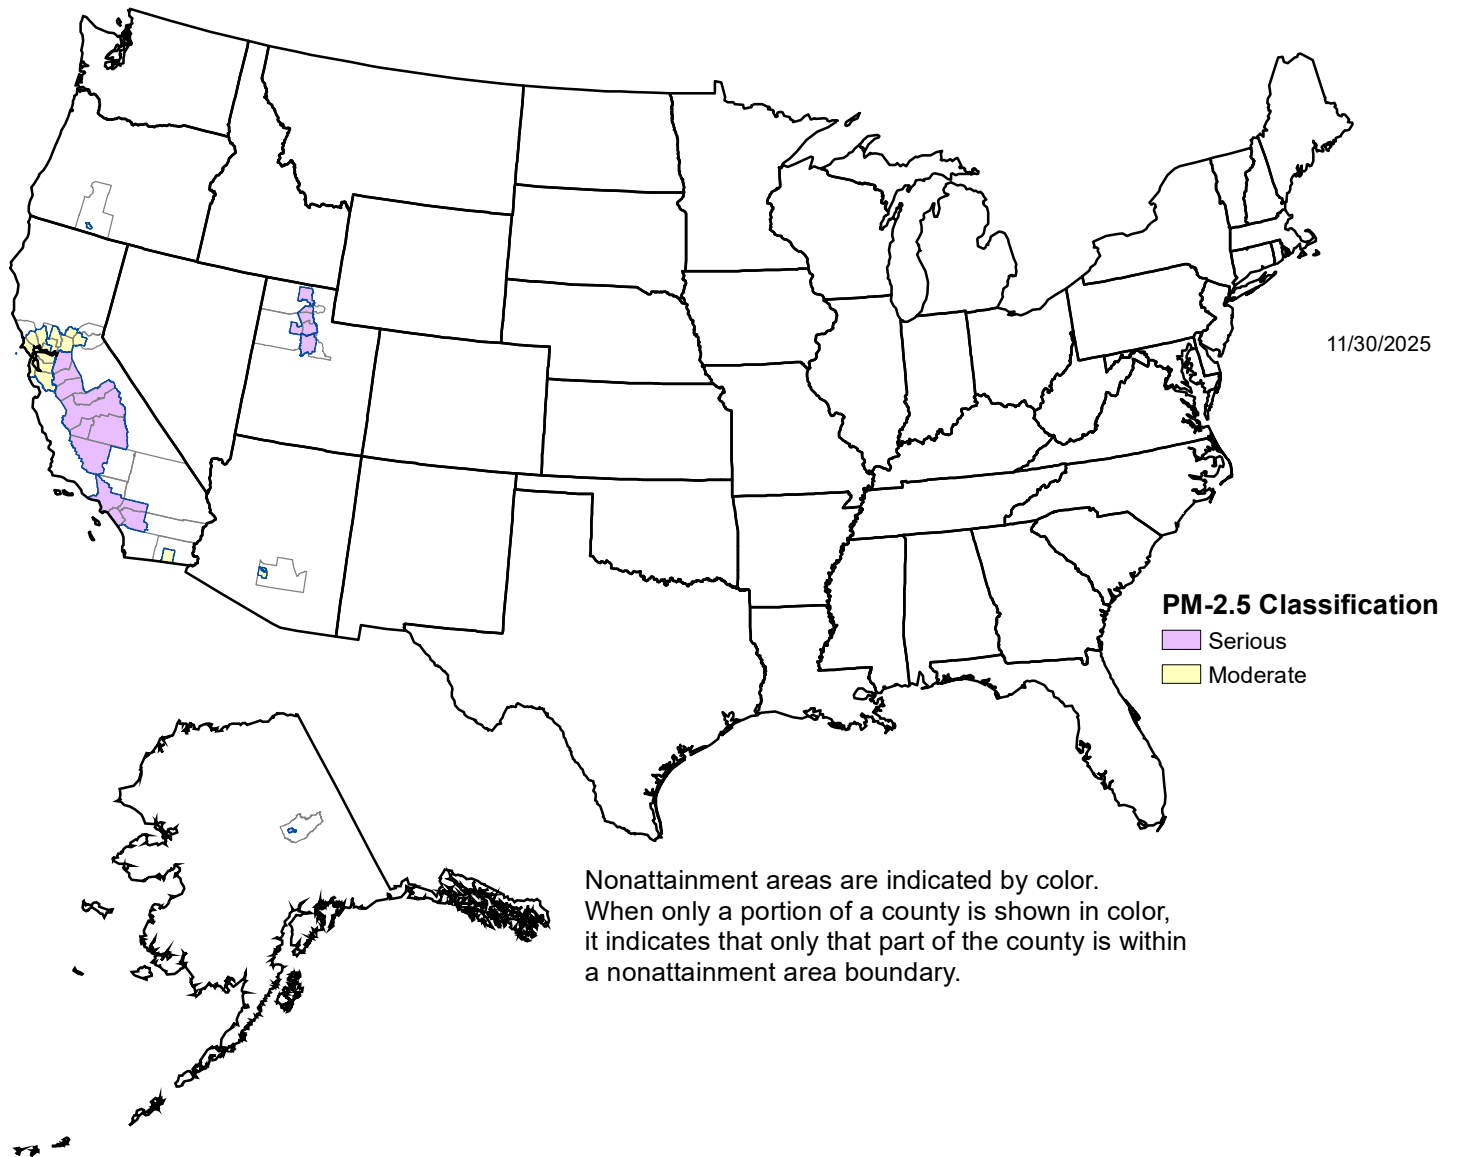 11/30/2025
PM-2.5 Classification
Serious
Moderate
Nonattainment areas are indicated by color.
When only a portion of a county is shown in color,
it indicates that only that part of the county is within
a nonattainment area boundary.